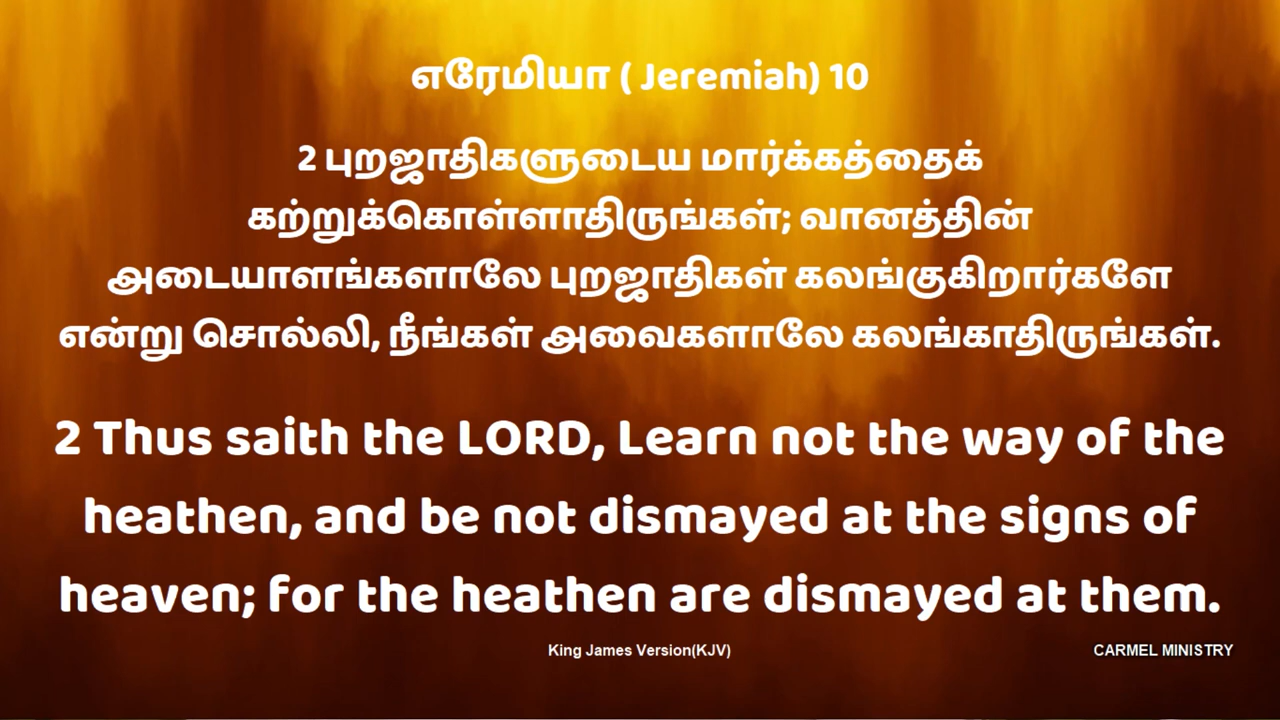 எரேமியா ( Jeremiah) 10
2 புறஜாதிகளுடைய மார்க்கத்தைக்
கற்றுக்கொள்ளாதிருங்கள்; வானத்தின்
அடையாளங்களாலே புறஜாதிகள் கலங்குகிறார்களே
என்று சொல்லி, நீங்கள் அவைகளாலே கலங்காதிருங்கள்.
2 Thus saith the LORD, Learn not the way of the
heathen, and be not dismayed at the signs of
heaven; for the heathen are dismayed at them.
King James Version(KJV)
CARMEL MINISTRY